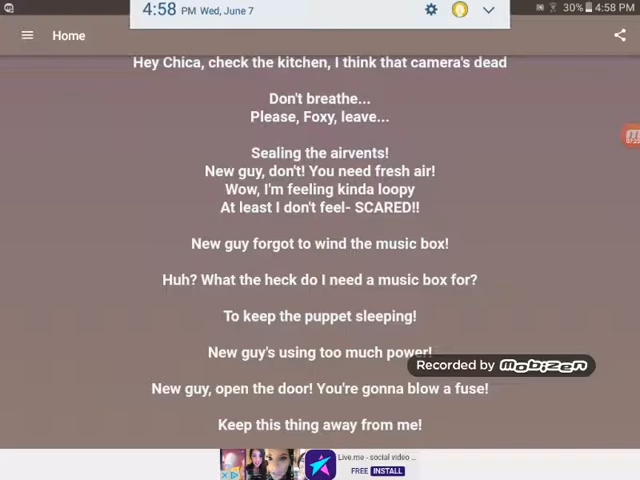 4:58 PM Wed, June 7
30% 4:58 PM
Home
Hey Chica, check the kitchen, I think that camera's dead
Don't breathe...
Please, Foxy, leave...
Sealing the airvents!
New guy, don't! You need fresh air!
Wow, I'm feeling kinda loopy
At least I don't feel- SCARED!!
New guy forgot to wind the music box!
Huh? What the heck do I need a music box for?
To keep the puppet sleeping!
New guy's using too much power!
Recorded by mobizen
New guy, open the door! You're gonna blow a fuse!
Keep this thing away from me!
Live.me - social video ...
FREE INSTALL